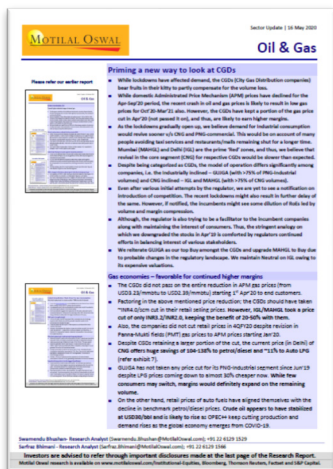 Sector Update | 16 May 2020
MOTILAL OSWAL
Oil & Gas
Please refer our earlier report
Priming a new way to look at CGDs
While lockdowns have affected demand, the CGDs (City Gas Distribution companies)
bear fruits in their kitty to partly compensate for the volume loss.
While domestic Administered Price Mechanism (APM) prices have declined for the
Apr-Sep'20 period, the recent crash in oil and gas prices is likely to result in low gas
prices for Oct'20-Mar'21 also. However, the CGDs have kept a portion of the gas price
cut in Apr'20 (not passed it on), and thus, are likely to earn higher margins.
As the lockdowns gradually open up, we believe demand for industrial consumption
would revive sooner v/s CNG and PNG-commercial. This would be on account of many
people avoiding taxi services and restaurants/malls remaining shut for a longer time.
Mumbai (MAHGL) and Delhi (IGL) are the prime 'Red' zones, and thus, we believe that
revival in the core segment (CNG) for respective CGDs would be slower than expected.
Despite being categorized as CGDs, the model of operation differs significantly among
companies, i.e. the industrially inclined – GUJGA (with >75% of PNG-industrial
volumes) and CNG inclined – IGL and MAHGL (with >75% of CNG volumes).
Even after various initial attempts by the regulator, we are yet to see a notification on
introduction of competition. The recent lockdowns might also result in further delay of
the same. However, if notified, the incumbents might see some dilution of RoEs led by
volume and margin compression.
Although, the regulator is also trying to be a facilitator to the incumbent companies
along with maintaining the interest of consumers. Thus, the stringent analogy on
which we downgraded the stocks in Apr'20 is comforted by regulators continued
efforts in balancing interest of various stakeholders.
We reiterate GUJGA as our top Buy amongst the CGDs and upgrade MAHGL to Buy due
to probable changes in the regulatory landscape. We maintain Neutral on IGL owing to
its expensive valuations.
Gas economies – favorable for continued higher margins
The CGDs did not pass on the entire reduction in APM gas prices (from
to end customers.
Factoring in the above mentioned price reduction; the CGDs should have taken
cut in their retail selling prices. However, IGL/MAHGL took a price
cut of only INR3.2/INR2.6, keeping the benefit of 20-50% with them.
Also, the companies did not cut retail prices in 4QFY20 despite revision in
Panna-Mukti fields (PMT) gas prices to APM prices starting Jan'20.
Despite CGDs retaining a larger portion of the cut, the current price (in Delhi) of
CNG offers huge savings of 104-138% to petrol/diesel and ~11% to Auto LPG
(refer exhibit 7).
GUJGA has not taken any price cut for its PNG-industrial segment since Jun'19
despite LPG prices coming down to almost 30% cheaper now. While few
consumers may switch, margins would definitely expand on the remaining
volume.
On the other hand, retail prices of auto fuels have aligned themselves with the
decline in benchmark petrol/diesel prices. Crude oil appears to have stabilized
at USD30/bbl and is likely to rise as OPEC++ keep cutting production and
demand rises as the global economy emerges from COVID-19.
Swarnendu Bhushan- Research Analyst (Swarnendu.Bhushan@MotilalOswal.com); +91 22 6129 1529
Sarfraz Bhimani - Research Analyst (Sarfraz.Bhimani@MotilalOswal.com); +91 22 6129 1566
Investors are advised to refer through important disclosures made at the last page of the Research Report.
Motilal Oswal research is available on www.motilaloswal.com/Institutional-Equities, Bloomberg, Thomson Reuters, Factset and S&P Capital.